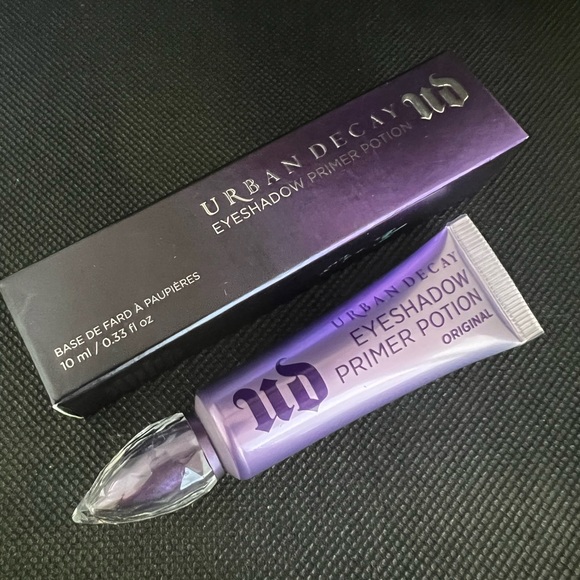 URBAN DECAY
EYESHADOW PRIMER POTION
UD
BASE DE FARD À PAUPIÈRES
10 ml / 0.33 fl oz
URBAN DECAY
EYESHADOW
PRIMER POTION
ORIGINAL
UD